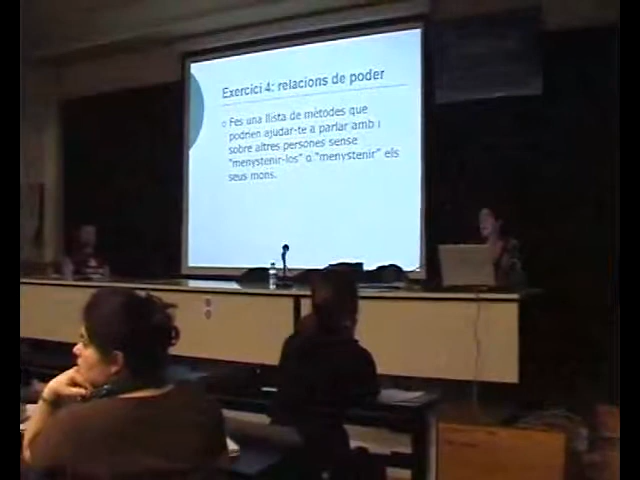 Exercici 4: relacions de poder
Fes una llista de mètodes que
podrien ajudar-te a parlar amb i
sobre altres persones sense
"menystenir-los" o "menystenir" els
seus mons.